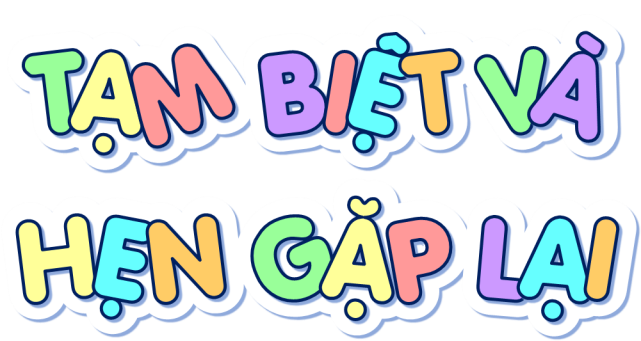 TẠM BIỆT VÀ
HẸN GẶP LẠI